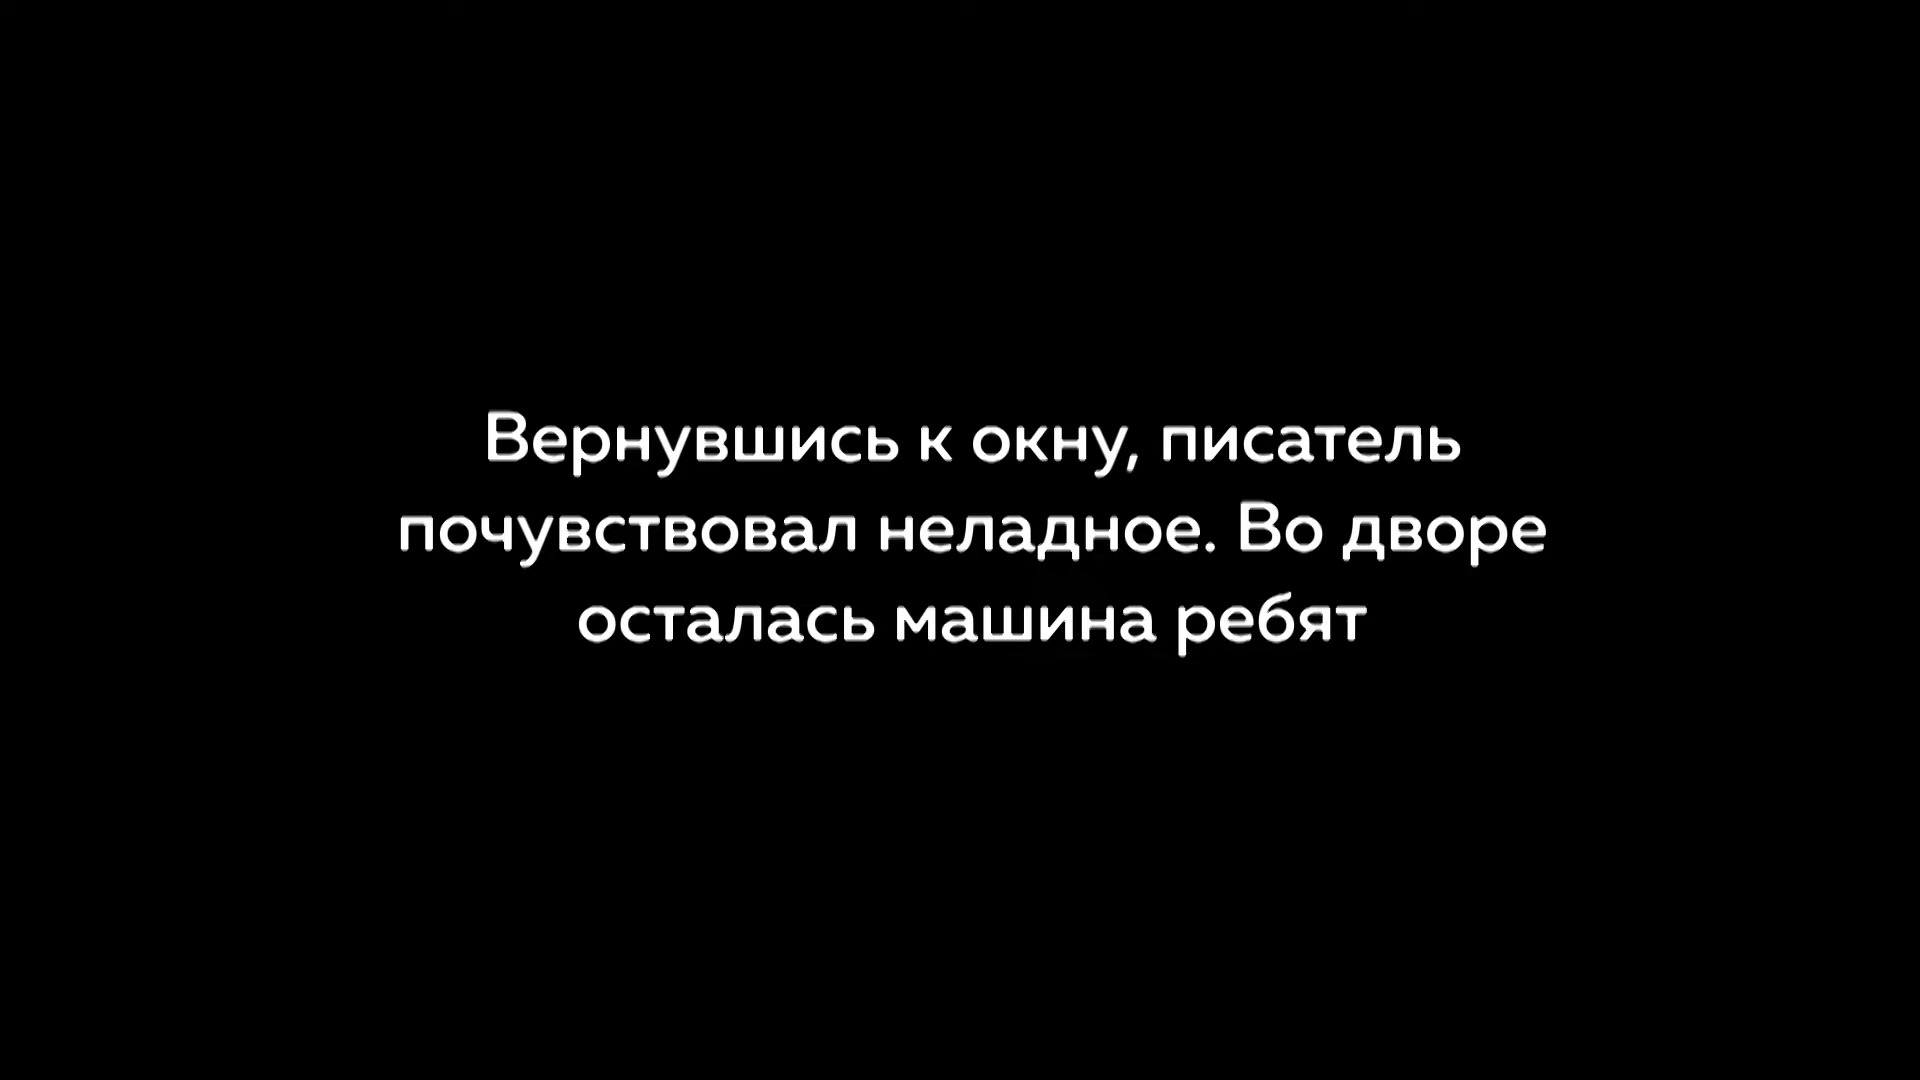 Вернувшись к окну, писатель
почувствовал неладное. Во дворе
осталась машина ребят